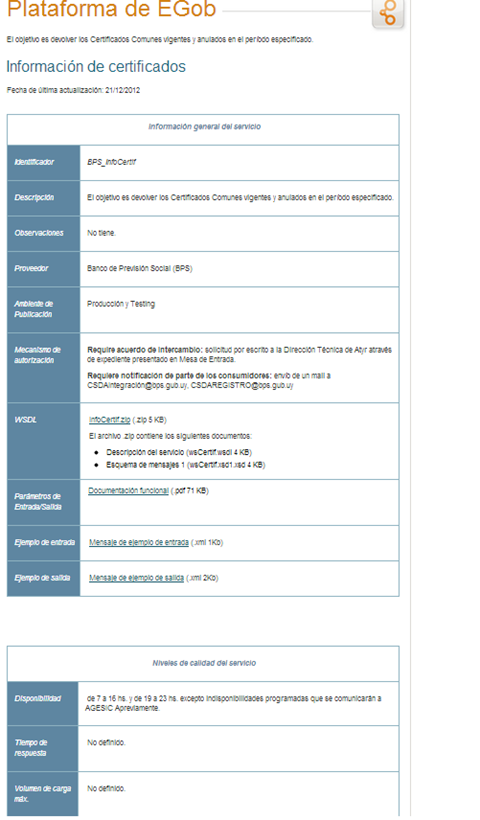 Plataforma de EGob
El objetivo es devolver los Certificados Comunes vigentes y anulados en el período especificado.
Información de certificados
Fecha de última actualización: 21/12/2012
Información general del servicio
Identificador BPS_InfoCertif
Descripción El objetivo es devolver los Certificados Comunes vigentes y anulados en el período especificado.
Observaciones No tiene.
Proveedor Banco de Previsión Social (BPS)
Ambiente de Publicación Producción y Testing
Mecanismo de autorización
Require acuerdo de intercambio: solicitud por escrito a la Dirección Técnica de Atyr através
de expediente presentado en Mesa de Entrada.
Requiere notificación de parte de los consumidores: envío de un mail a
CSDAIntegración@bps.gub.uy, CSDAREGISTRO@bps.gub.uy
WSDL InfoCertif.zip (.zip 5 KB)
El archivo .zip contiene los siguientes documentos:
● Descripción del servicio (wsCertif.wsdl 4 KB)
● Esquema de mensajes 1 (wsCertif.xsd1.xsd 4 KB)
Parámetros de Entrada/Salida Documentación funcional (.pdf 71 KB)
Ejemplo de entrada Mensaje de ejemplo de entrada (.xml 1Kb)
Ejemplo de salida Mensaje de ejemplo de salida (.xml 2Kb)
Niveles de calidad del servicio
Disponibilidad de 7 a 16 hs. y de 19 a 23 hs. excepto indisponibilidades programadas que se comunicarán a
AGESIC Apreviamente.
Tiempo de respuesta No definido.
Volumen de carga máx. No definido.